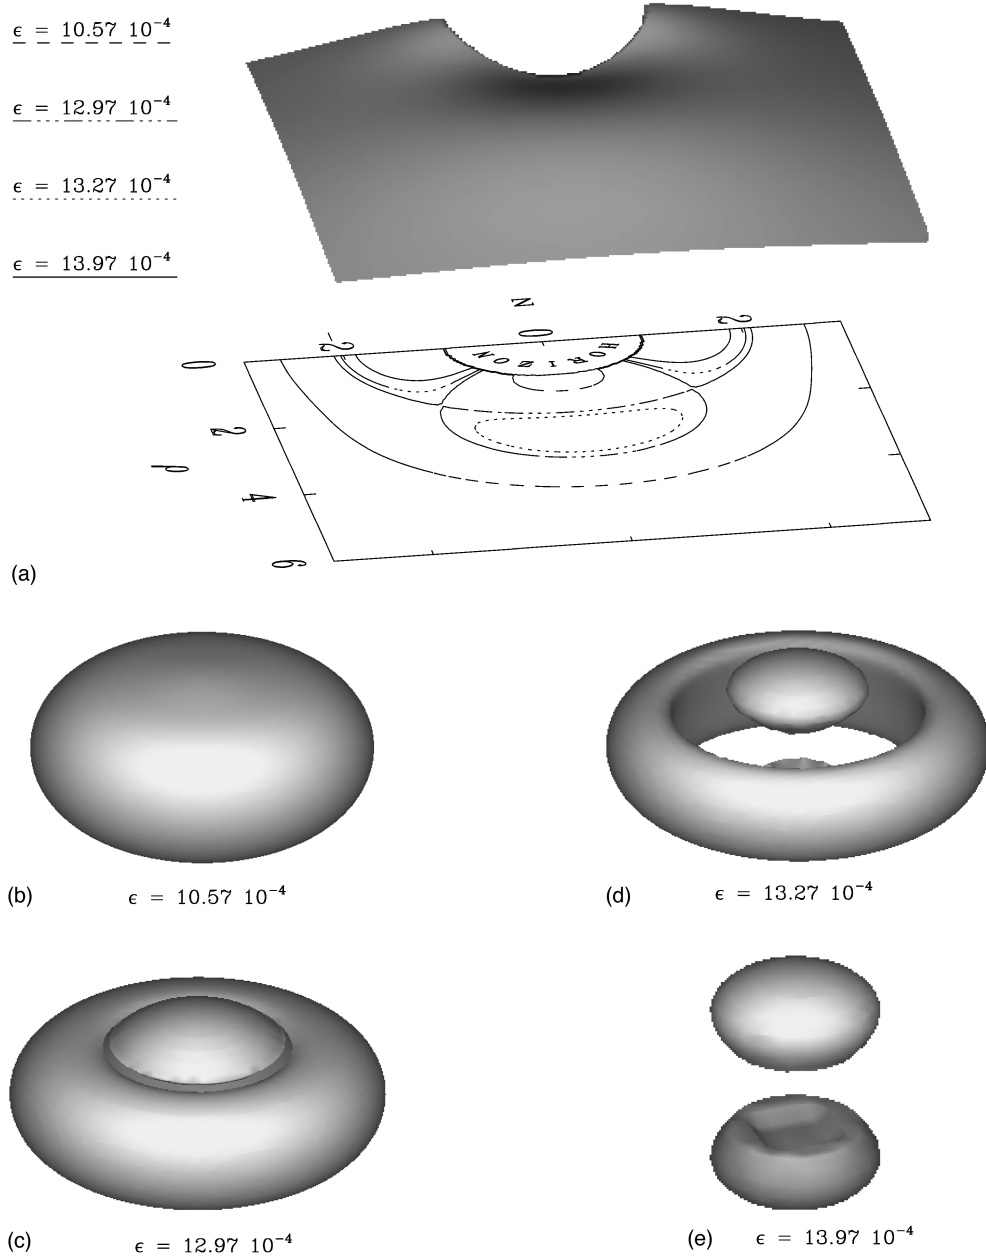 ϵ = 10.57 10⁻⁴
ϵ = 12.97 10⁻⁴
ϵ = 13.27 10⁻⁴
ϵ = 13.97 10⁻⁴
z
-2 0 2
HORIZON
0
2
ρ
4
6
(a)
(b) ϵ = 10.57 10⁻⁴
(d) ϵ = 13.27 10⁻⁴
(c) ϵ = 12.97 10⁻⁴
(e) ϵ = 13.97 10⁻⁴